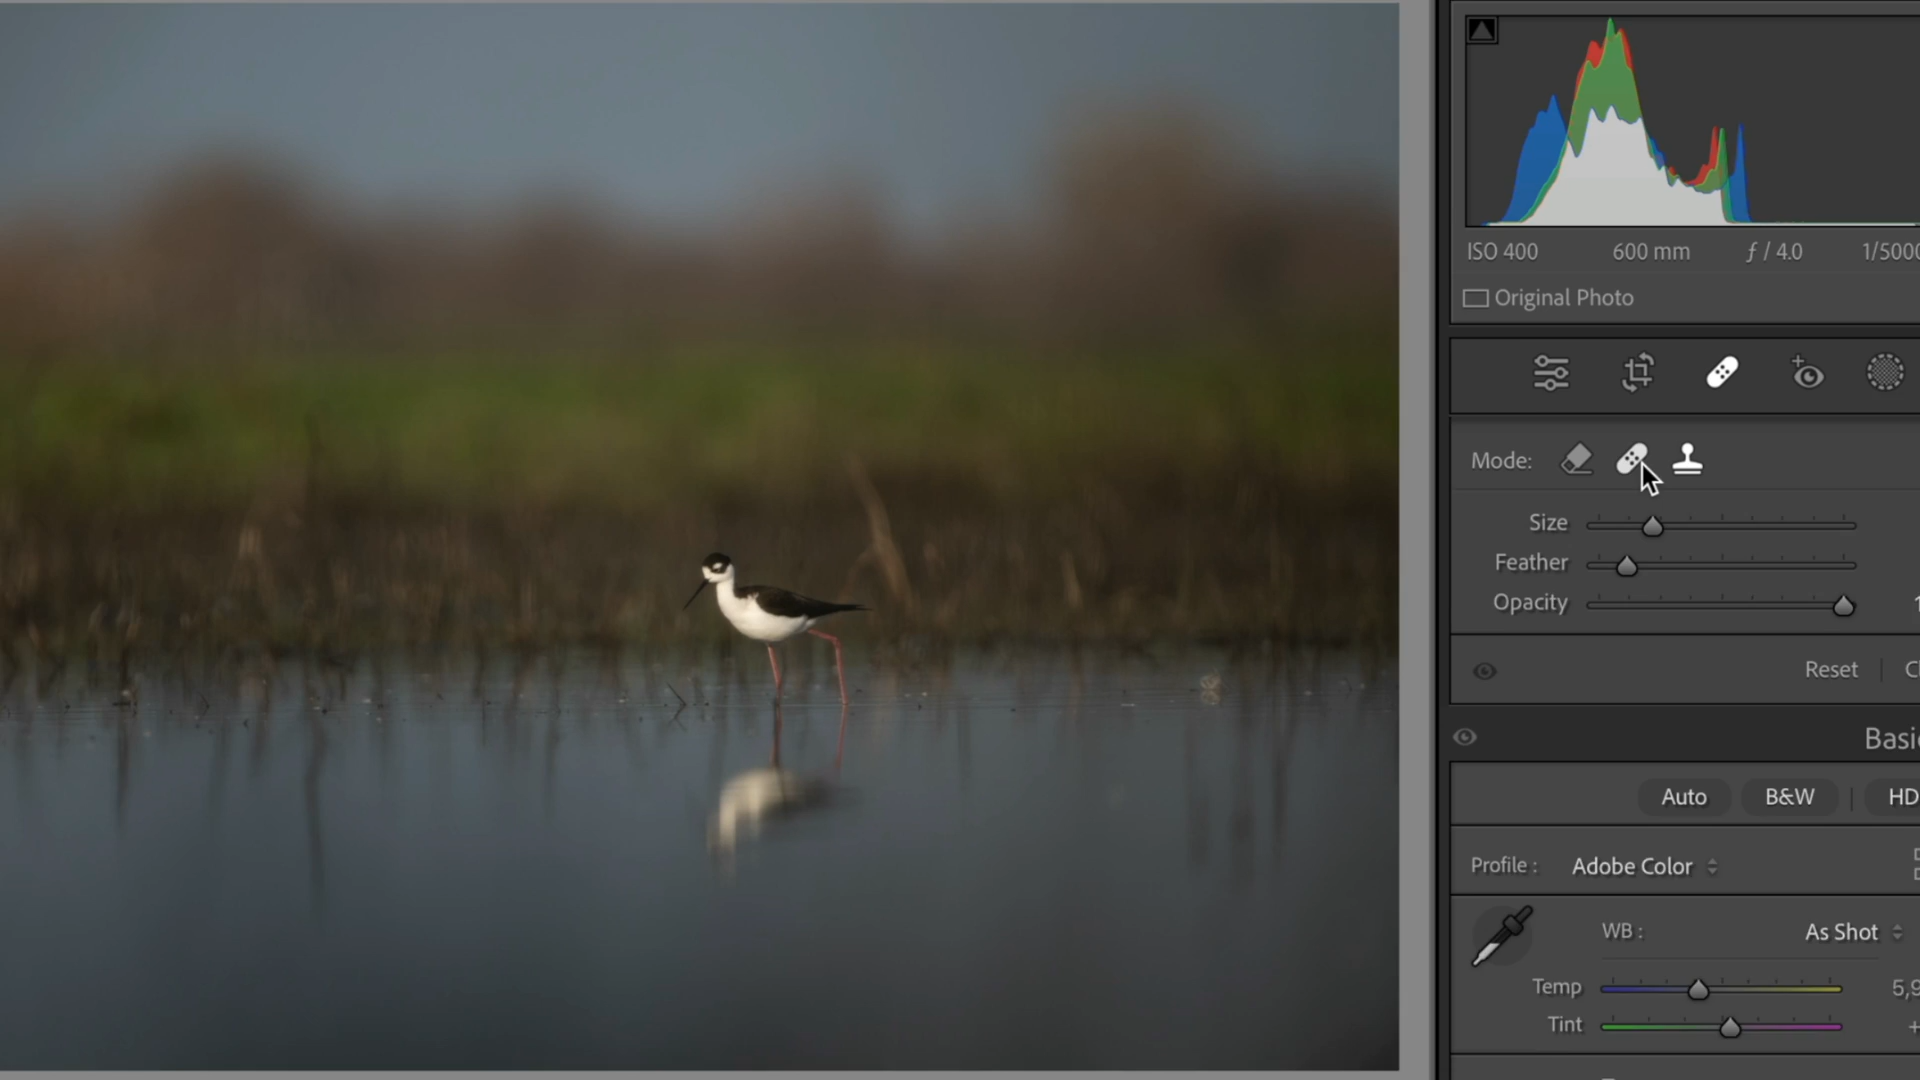 ISO 400 600 mm ƒ / 4.0
Original Photo
Mode:
Size
Feather
Opacity
Reset
Auto B&W
Profile : Adobe Color
WB : As Shot
Temp
Tint